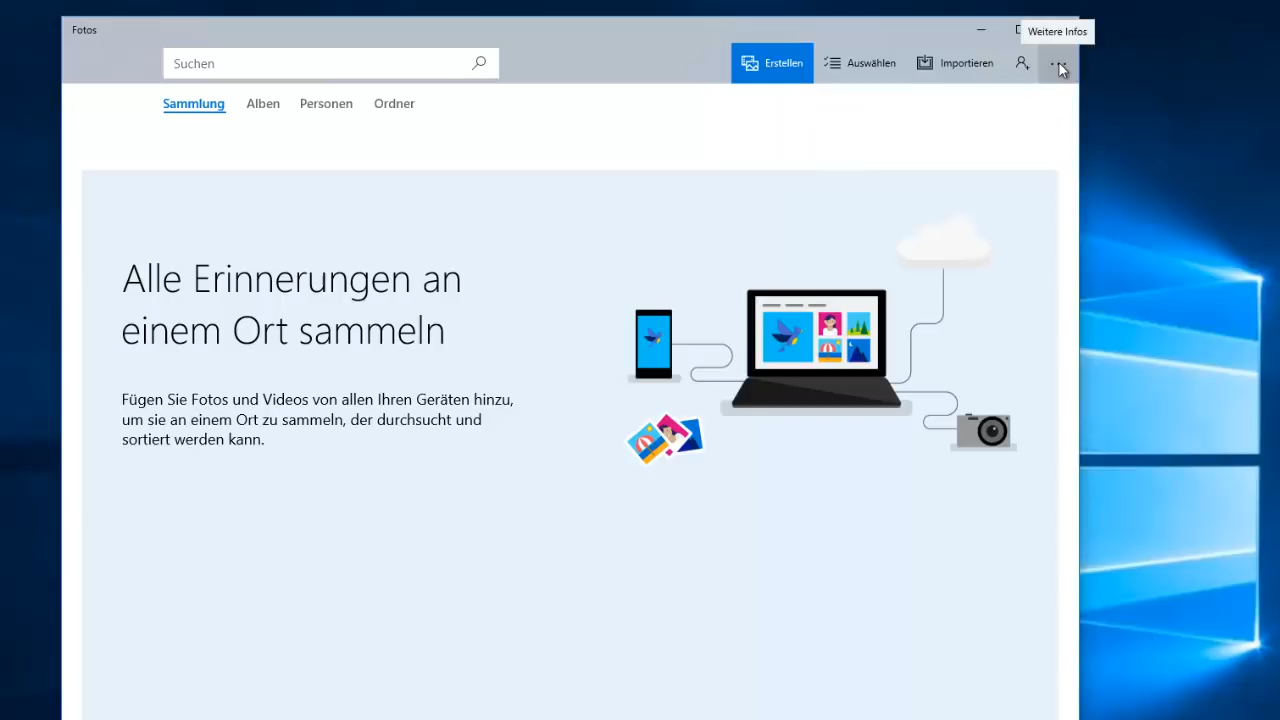 Fotos
Weitere Infos
Suchen
Erstellen
Auswählen
Importieren
Sammlung
Alben
Personen
Ordner
Alle Erinnerungen an
einem Ort sammeln
Fügen Sie Fotos und Videos von allen Ihren Geräten hinzu,
um sie an einem Ort zu sammeln, der durchsucht und
sortiert werden kann.